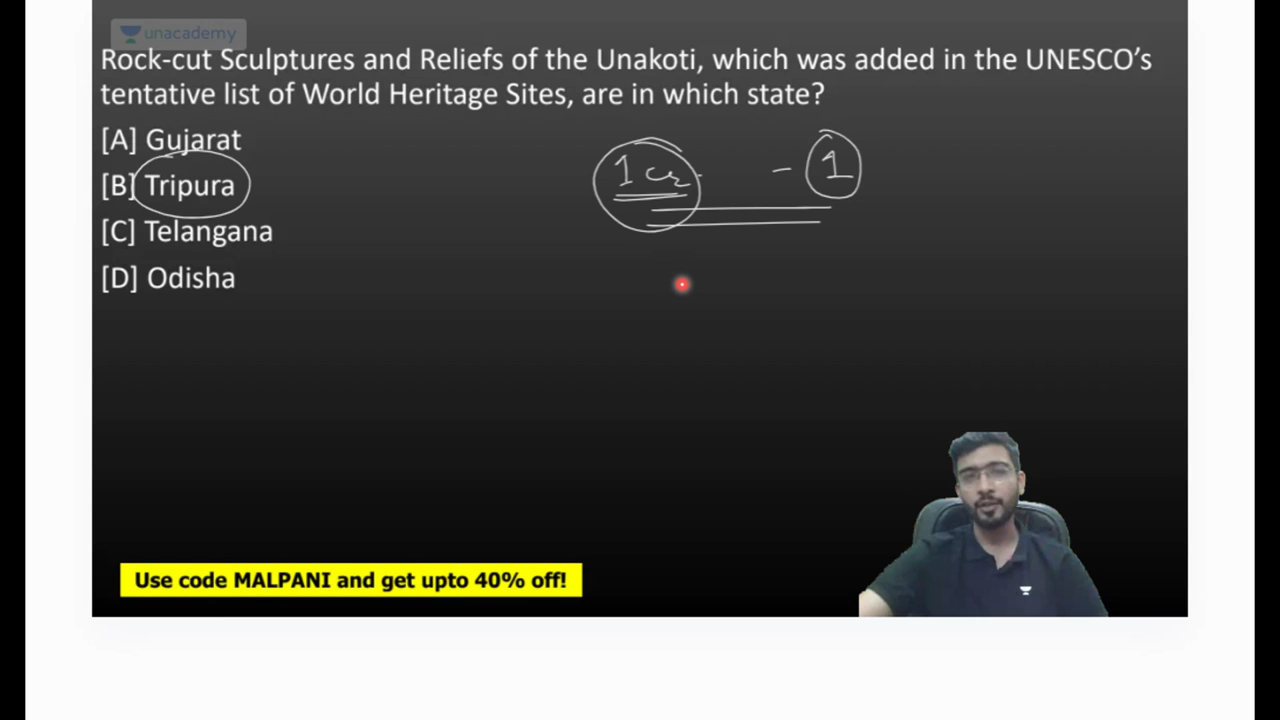 unacademy
Rock-cut Sculptures and Reliefs of the Unakoti, which was added in the UNESCO’s
tentative list of World Heritage Sites, are in which state?
[A] Gujarat
[B] Tripura
[C] Telangana
[D] Odisha
1 cr - 1
Use code MALPANI and get upto 40% off!